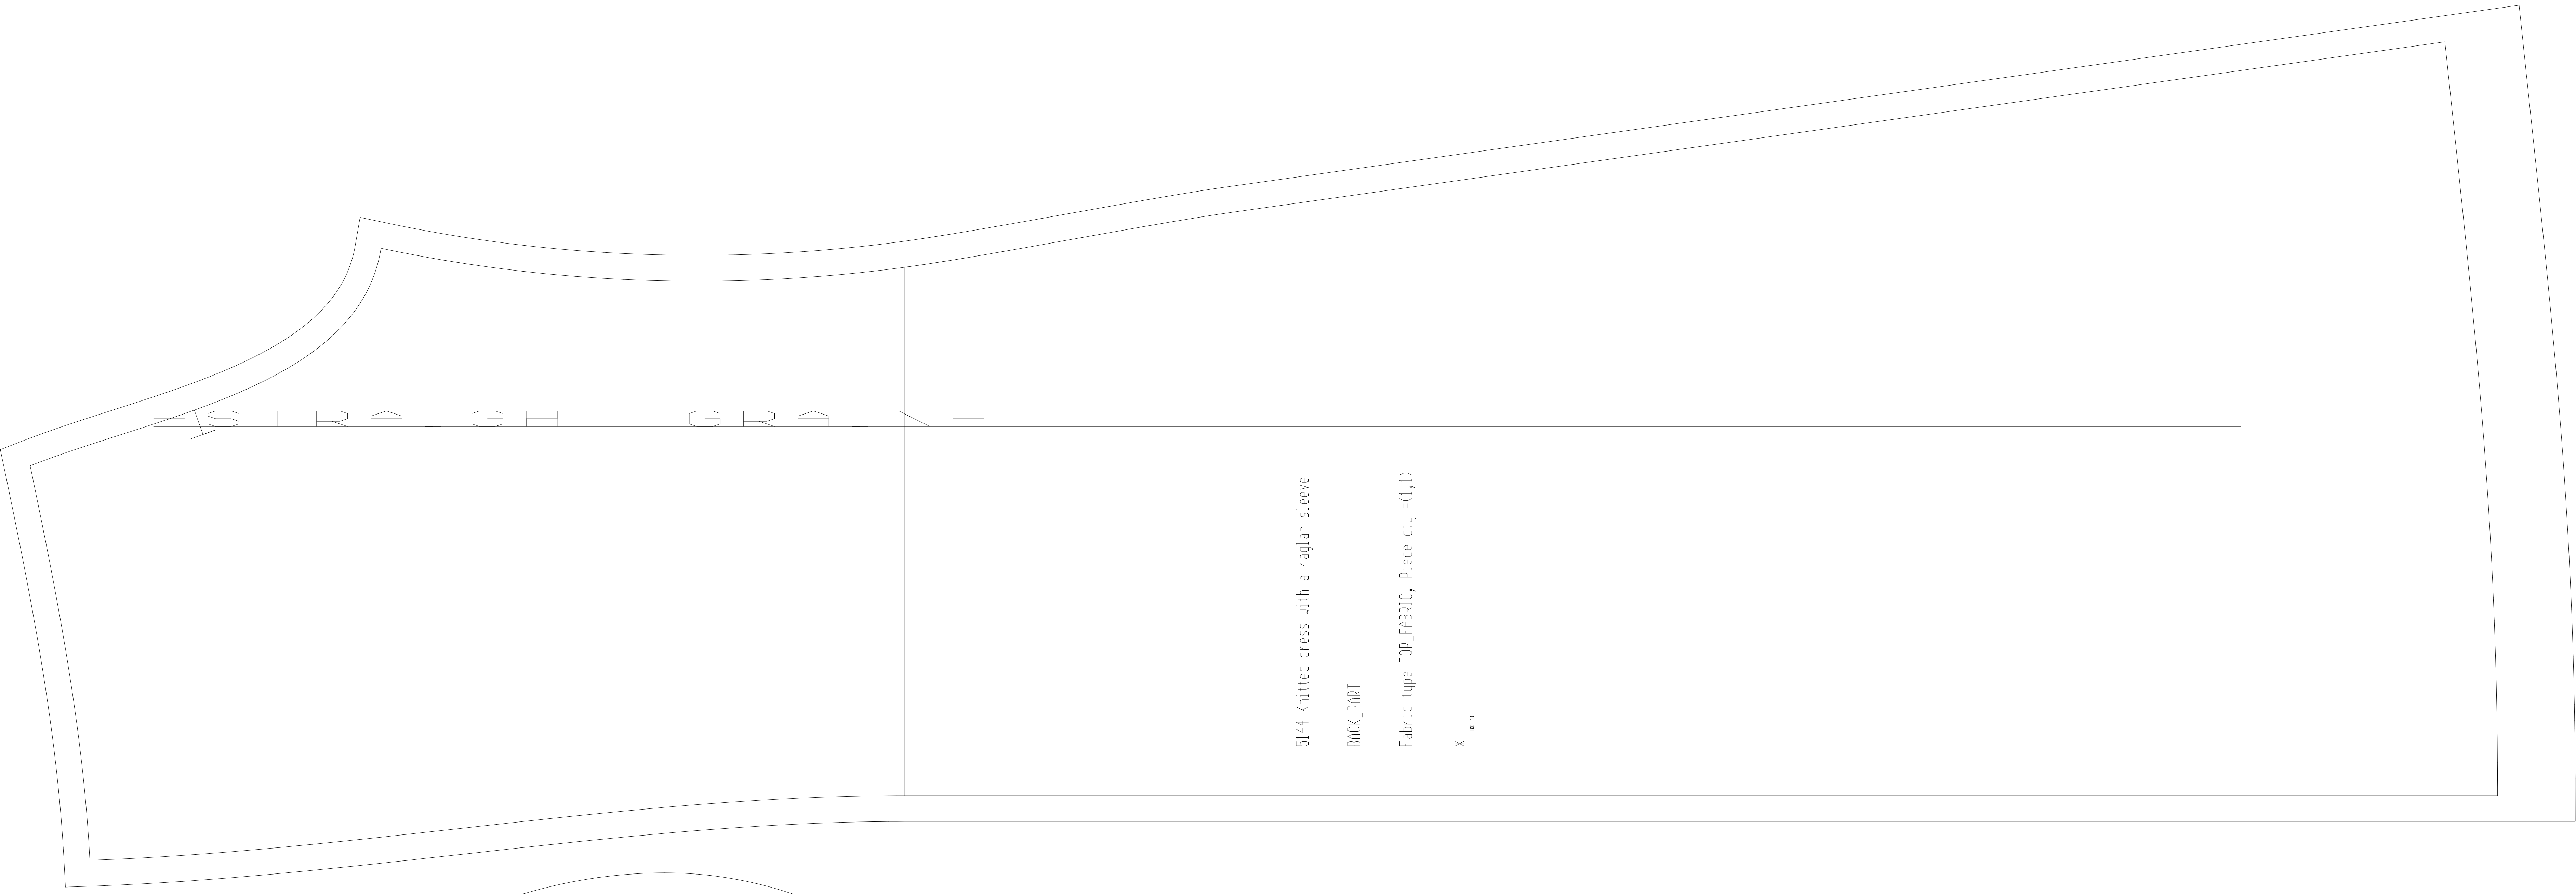 -STRAIGHT GRAIN-
5144 Knitted dress with a raglan sleeve
BACK_PART
Fabric type TOP_FABRIC, Piece qty =(1,1)